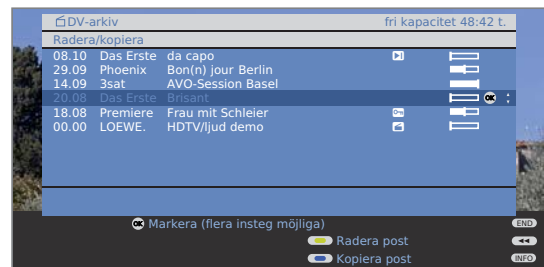 DV-arkiv fri kapacitet 48:42 t.
Radera/kopiera
08.10 Das Erste da capo
29.09 Phoenix Bon(n) jour Berlin
14.09 3sat AVO-Session Basel
20.08 Das Erste Brisant OK
18.08 Premiere Frau mit Schleier
00.00 LOEWE. HDTV/ljud demo
OK Markera (flera insteg möjliga) END
Radera post
Kopiera post INFO